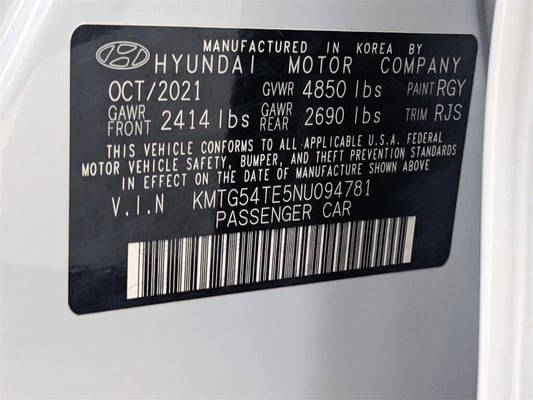 MANUFACTURED IN KOREA BY
HYUNDAI MOTOR COMPANY
OCT/2021 GVWR 4850 lbs PAINT RGY
GAWR FRONT 2414 lbs GAWR REAR 2690 lbs TRIM RJS
THIS VEHICLE CONFORMS TO ALL APPLICABLE U.S.A. FEDERAL
MOTOR VEHICLE SAFETY, BUMPER, AND THEFT PREVENTION STANDARDS
IN EFFECT ON THE DATE OF MANUFACTURE SHOWN ABOVE
V.I.N KMTG54TE5NU094781
PASSENGER CAR